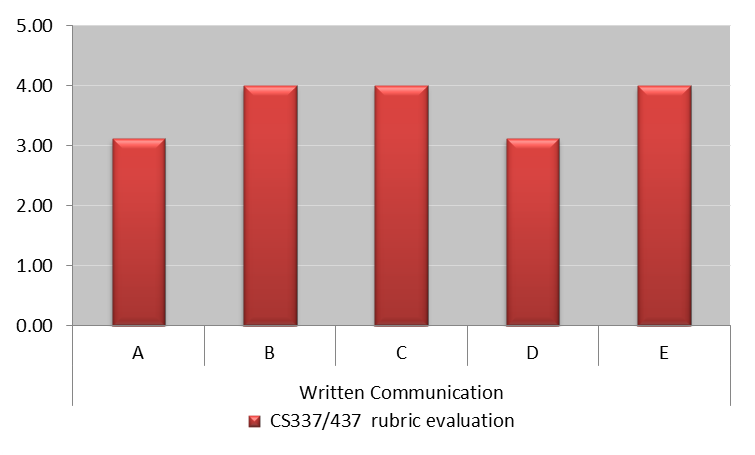 5.00
4.00
3.00
2.00
1.00
0.00
A B C D E
Written Communication
CS337/437 rubric evaluation